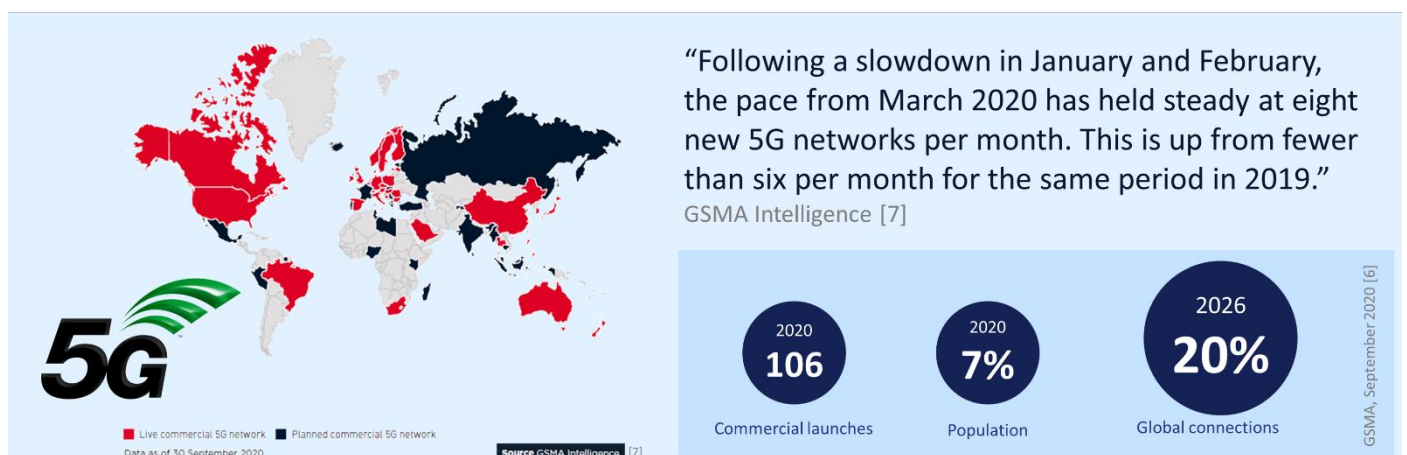 “Following a slowdown in January and February,
the pace from March 2020 has held steady at eight
new 5G networks per month. This is up from fewer
than six per month for the same period in 2019.”
GSMA Intelligence [7]
5G
Live commercial 5G network Planned commercial 5G network
Data as of 30 September 2020
Source GSMA Intelligence [7]
2020
106
Commercial launches
2020
7%
Population
2026
20%
Global connections
GSMA, September 2020 [6]